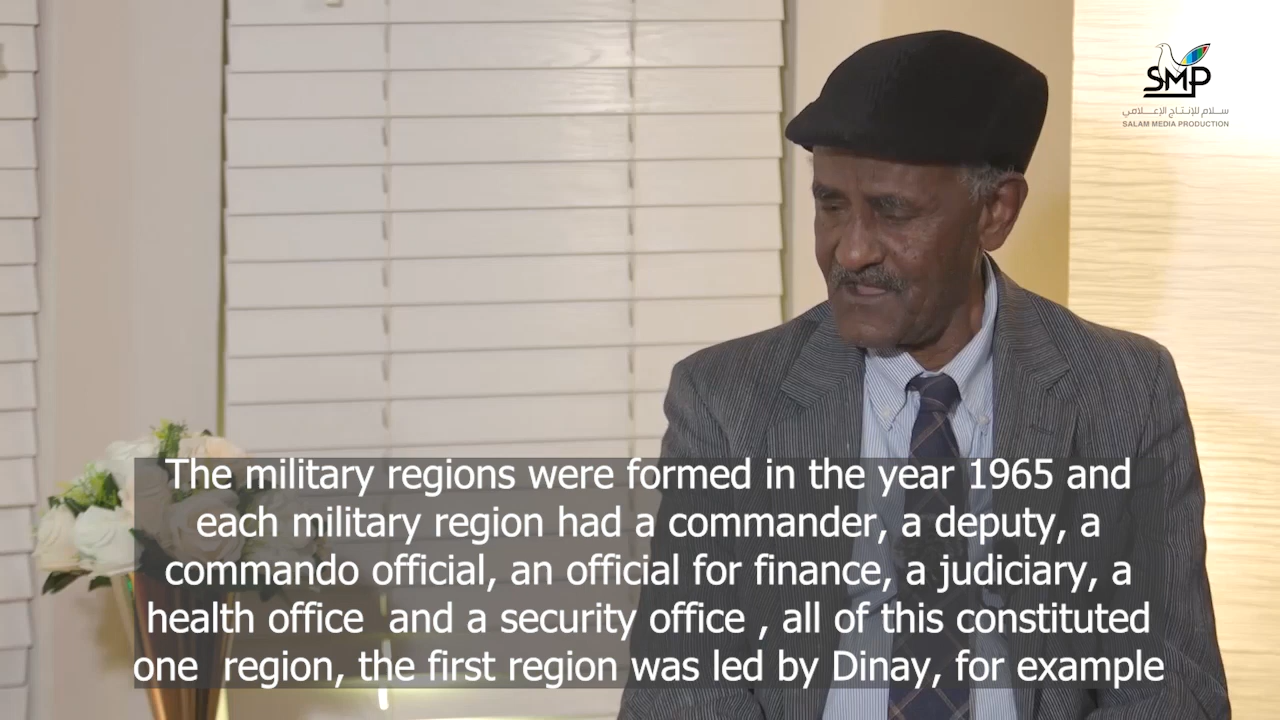 SMP
سلام للإنتاج الإعلامي
SALAM MEDIA PRODUCTION
The military regions were formed in the year 1965 and
each military region had a commander, a deputy, a
commando official, an official for finance, a judiciary, a
health office  and a security office , all of this constituted
one  region, the first region was led by Dinay, for example